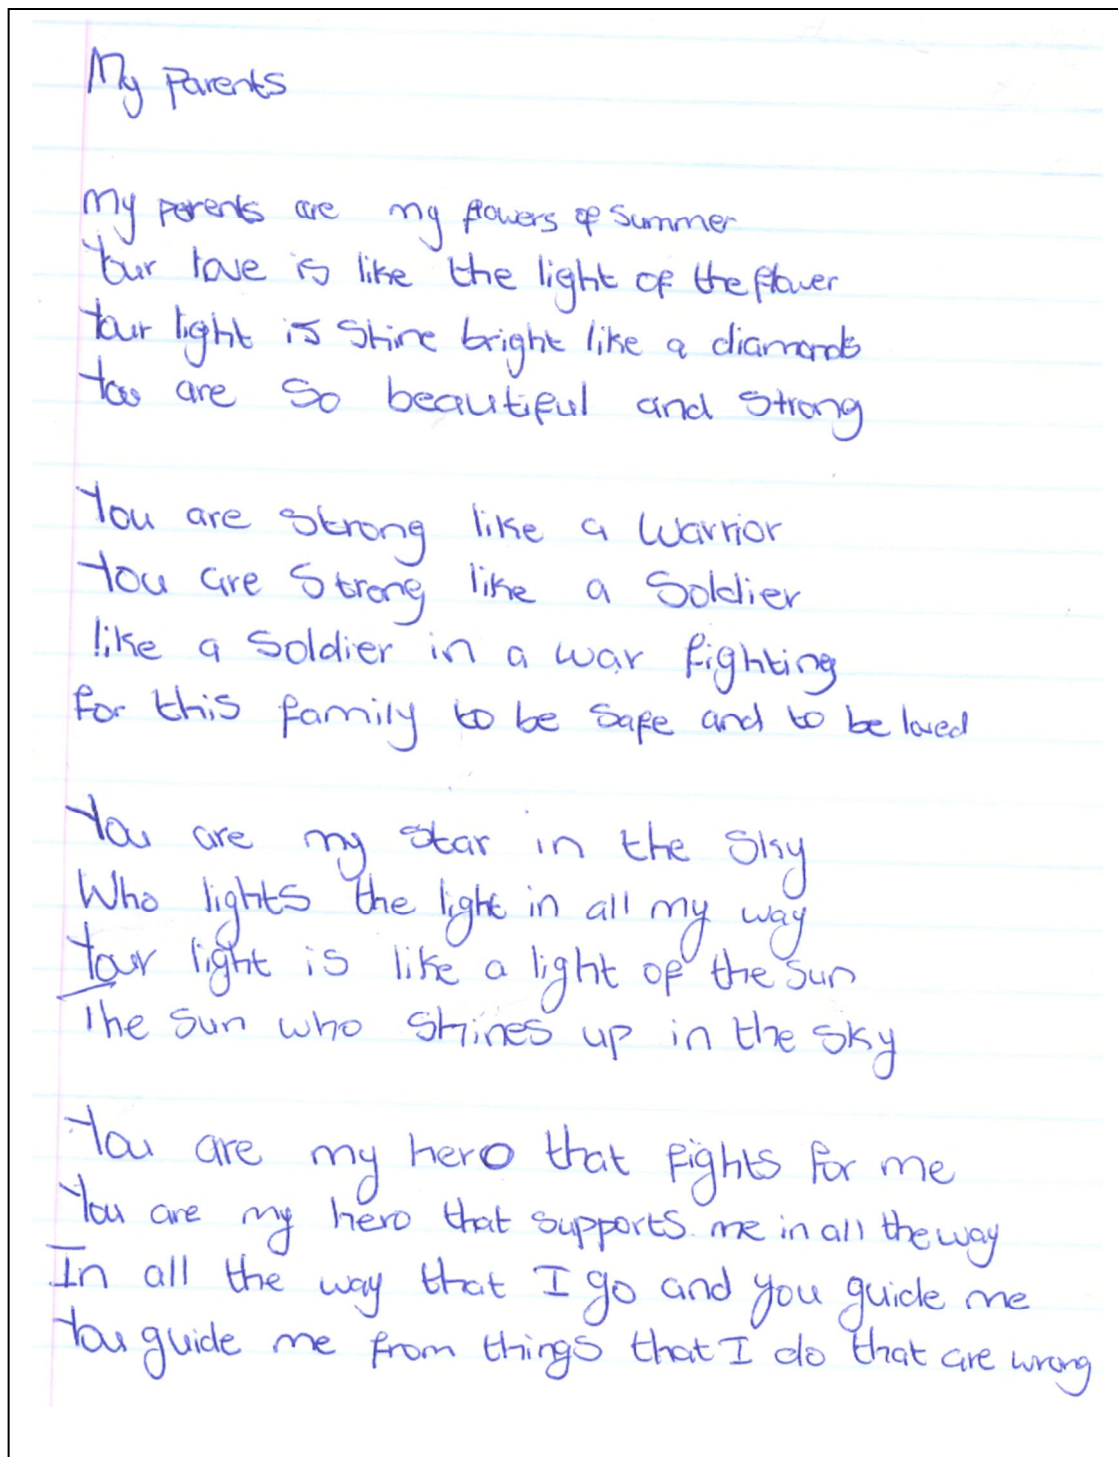 My Parents
My parents are my flowers of Summer
Your love is like the light of the flower
Your light is Shine bright like a diamonds
You are So beautiful and Strong
You are Strong like a Warrior
You are Strong like a Soldier
like a Soldier in a war fighting
for this family to be Safe and to be loved
You are my star in the Sky
Who lights the light in all my way
Your light is like a light of the Sun
The Sun who Shines up in the sky
You are my hero that fights for me
You are my hero that supports me in all the way
In all the way that I go and you guide me
You guide me from things that I do that are wrong